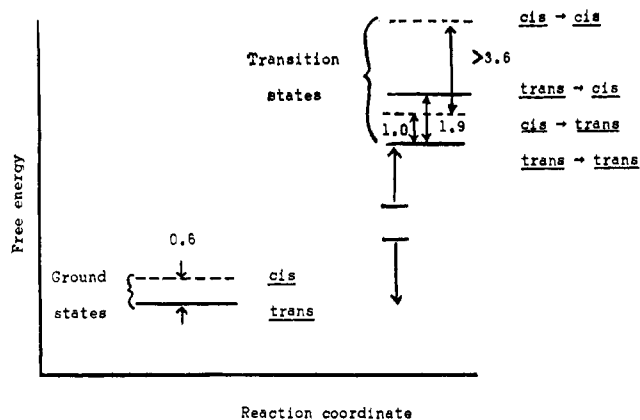 cis → cis
Transition
states
>3.6
trans → cis
1.0
1.9
cis → trans
trans → trans
Free energy
0.6
Ground
states
cis
trans
Reaction coordinate